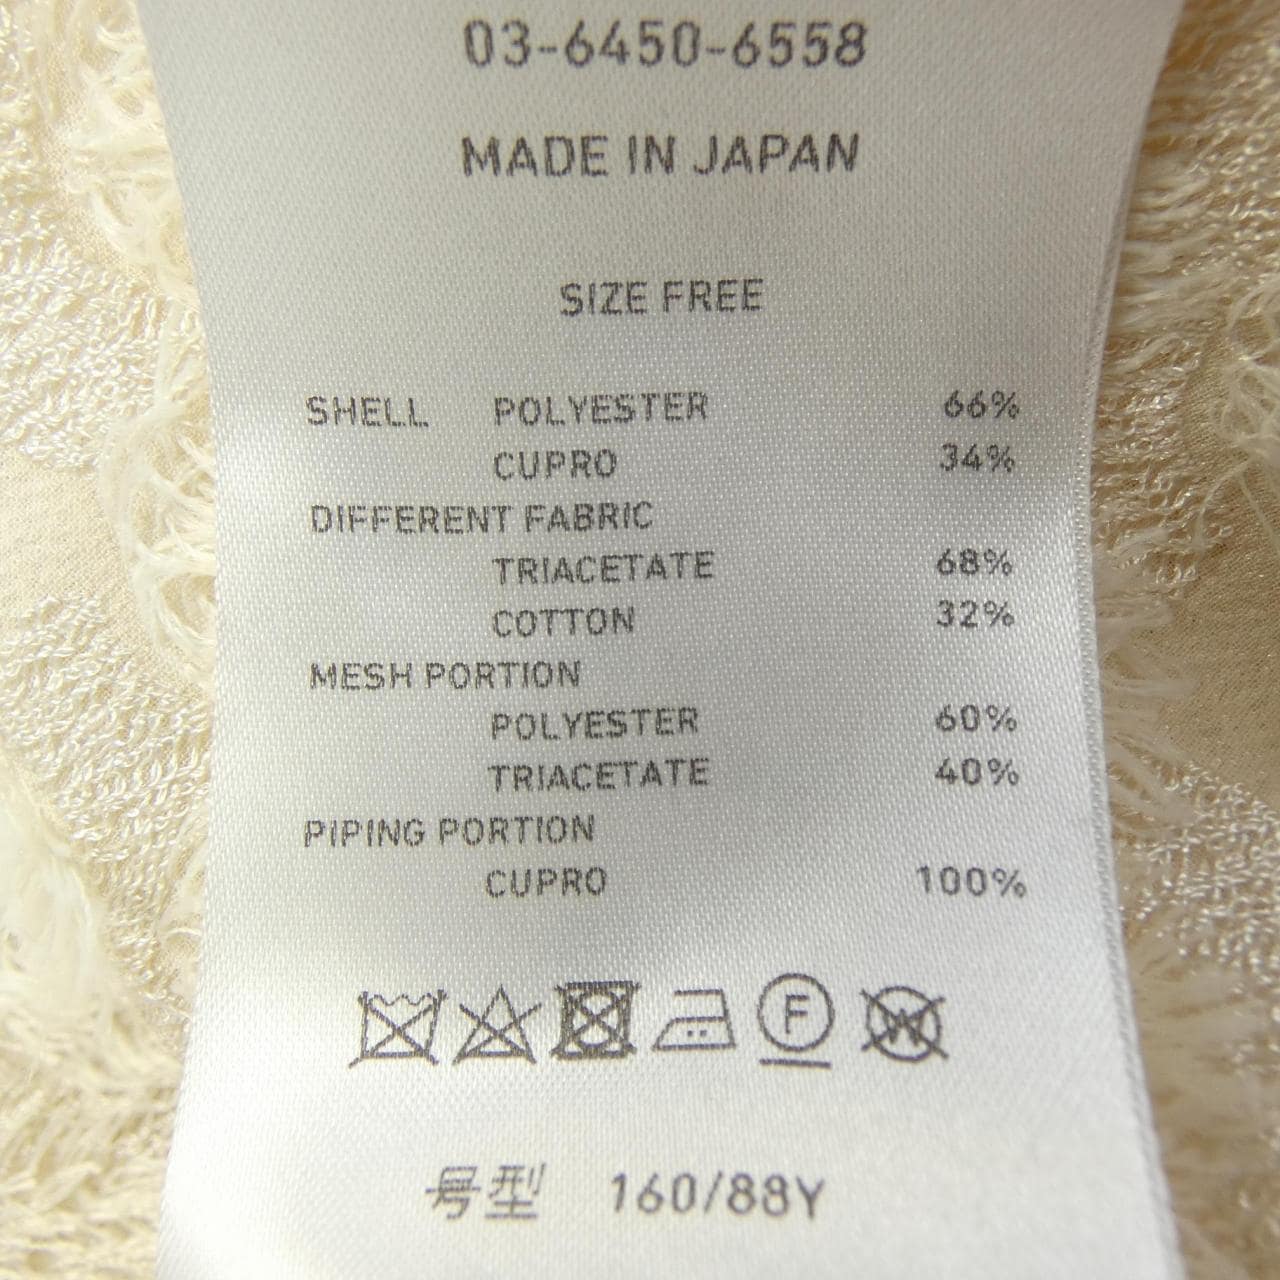 03-6450-6558
MADE IN JAPAN
SIZE FREE
SHELL POLYESTER 66%
CUPRO 34%
DIFFERENT FABRIC
TRIACETATE 68%
COTTON 32%
MESH PORTION
POLYESTER 60%
TRIACETATE 40%
PIPING PORTION
CUPRO 100%
F W
号型 160/88Y